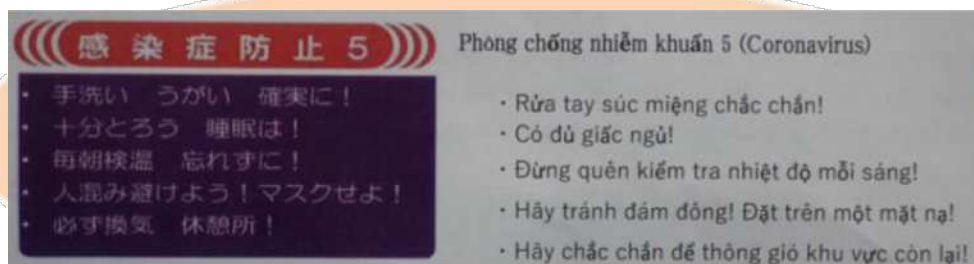 感染症防止5
・手洗い うがい 確実に！
・十分とろう 睡眠は！
・毎朝検温 忘れずに！
・人混み避けよう！マスクせよ！
・必ず換気 休憩所！
Phòng chống nhiễm khuẩn 5 (Coronavirus)
・Rửa tay súc miệng chắc chắn!
・Có đủ giấc ngủ!
・Đừng quên kiểm tra nhiệt độ mỗi sáng!
・Hãy tránh đám đông! Đặt trên một mặt nạ!
・Hãy chắc chắn để thông gió khu vực còn lại!